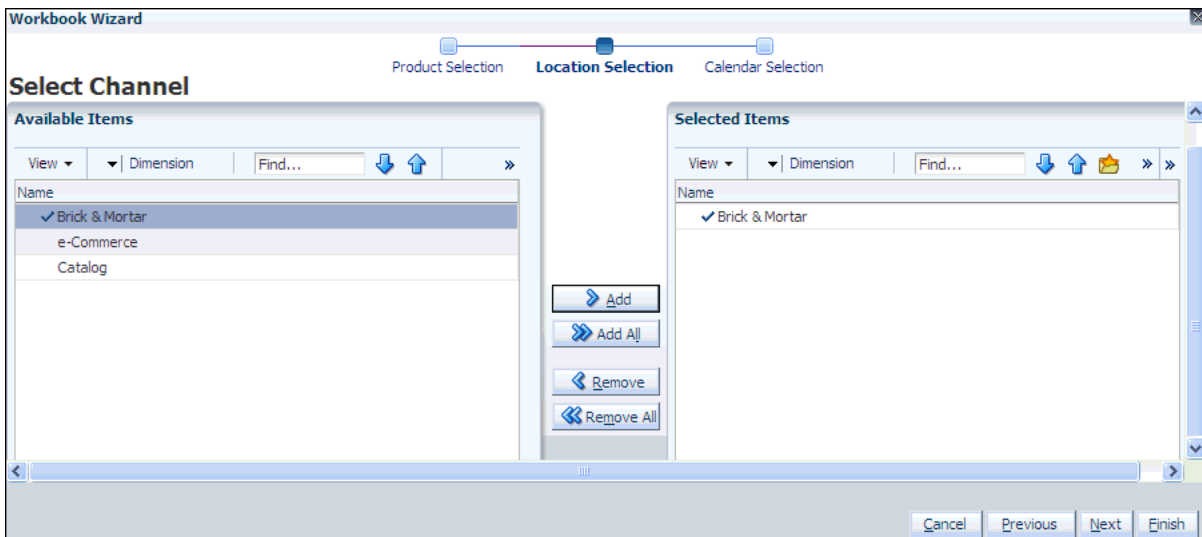 Workbook Wizard
Product Selection Location Selection Calendar Selection
Select Channel
Available Items
View Dimension Find... »
Name
Brick & Mortar
e-Commerce
Catalog
Add
Add All
Remove
Remove All
Selected Items
View Dimension Find... » »
Name
Brick & Mortar
Cancel Previous Next Finish